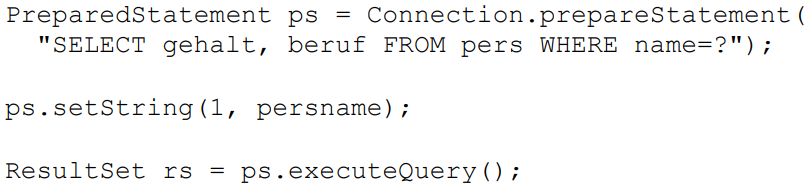 PreparedStatement ps = Connection.prepareStatement(
"SELECT gehalt, beruf FROM pers WHERE name=?");
ps.setString(1, persname);
ResultSet rs = ps.executeQuery();